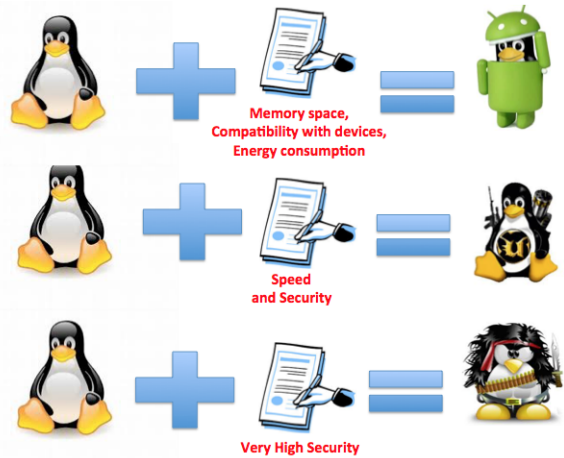 Memory space,
Compatibility with devices,
Energy consumption
Speed
and Security
Very High Security